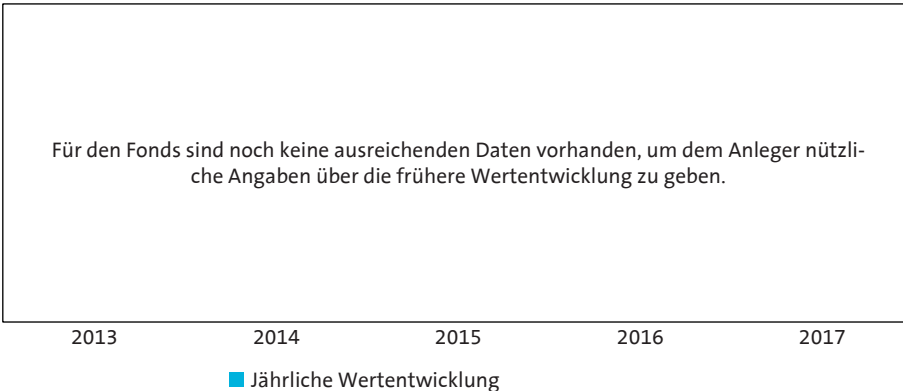 Für den Fonds sind noch keine ausreichenden Daten vorhanden, um dem Anleger nützli-
che Angaben über die frühere Wertentwicklung zu geben.
2013 2014 2015 2016 2017
Jährliche Wertentwicklung